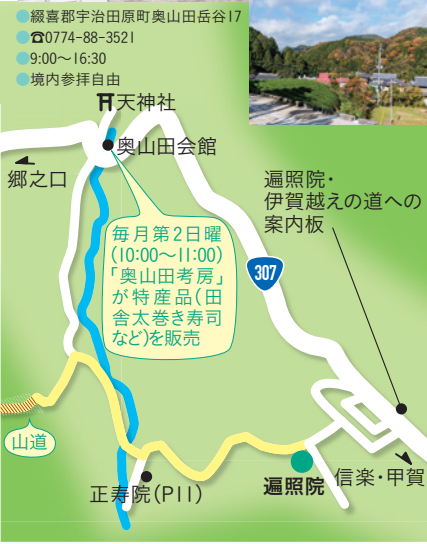 ●綴喜郡宇治田原町奥山田岳谷17
●☎0774-88-3521
●9:00〜16:30
●境内参拝自由
天神社
奥山田会館
郷之口
遍照院・
伊賀越えの道への
案内板
毎月第2日曜
(10:00〜11:00)
「奥山田考房」
が特産品(田
舎太巻き寿司
など)を販売
307
山道
正寿院(P11)
遍照院
信楽・甲賀